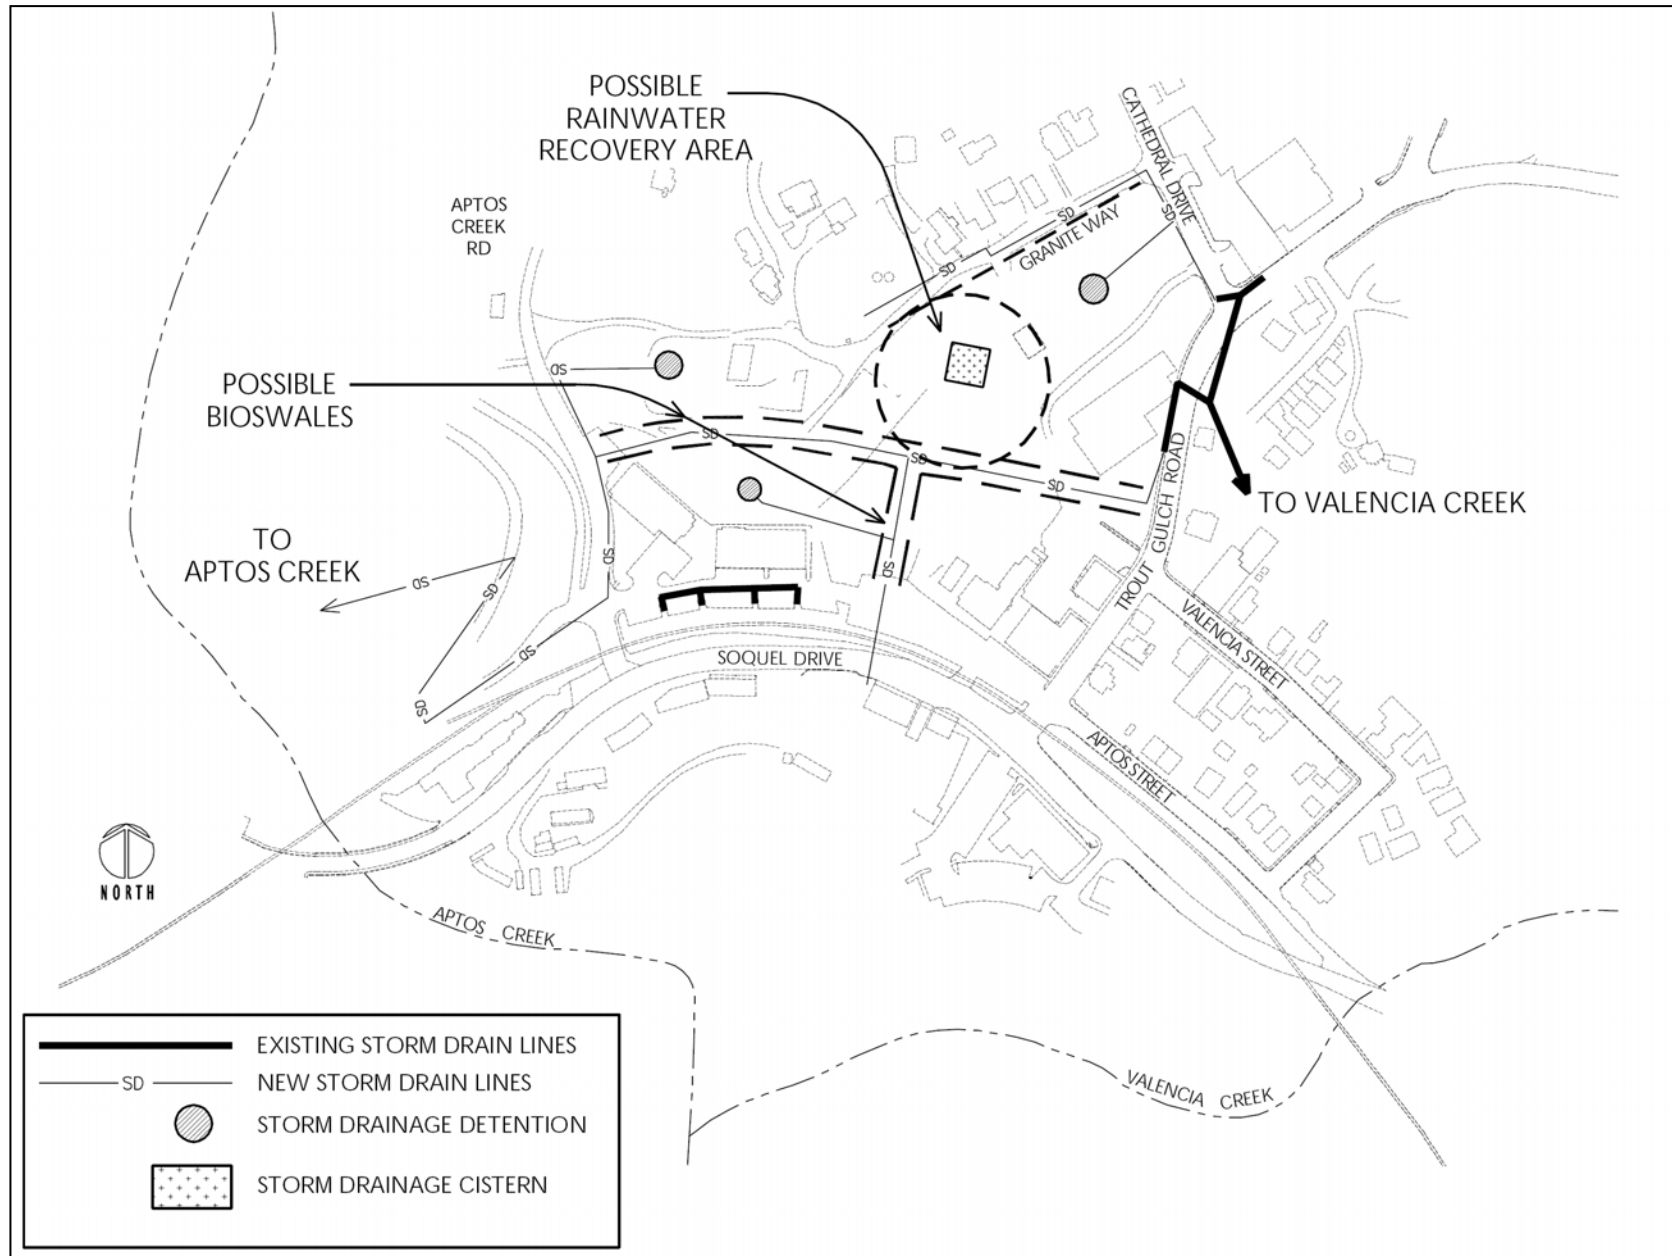 POSSIBLE
RAINWATER
RECOVERY AREA
CATHEDRAL DRIVE
APTOS
CREEK
RD
SD
SD
GRANITE WAY
SD
SD
POSSIBLE
BIOSWALES
SD
SD
SD
TO VALENCIA CREEK
TROUT GULCH ROAD
TO
APTOS CREEK
SD
SD
SD
SD
VALENCIA STREET
SD
SD
SOQUEL DRIVE
APTOS STREET
NORTH
APTOS CREEK
VALENCIA CREEK
EXISTING STORM DRAIN LINES
SD
NEW STORM DRAIN LINES
STORM DRAINAGE DETENTION
STORM DRAINAGE CISTERN